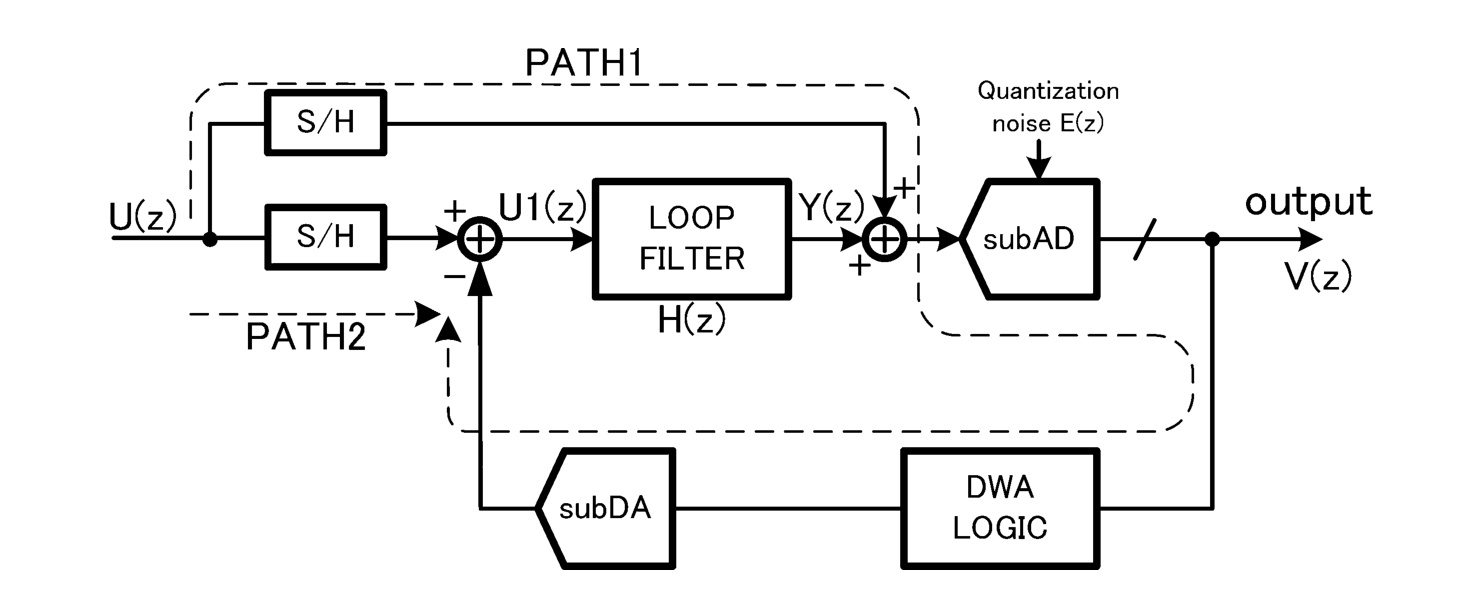 PATH1
Quantization
noise E(z)
S/H
U(z)
S/H
+
-
U1(z)
LOOP
FILTER
H(z)
Y(z)
+
+
subAD
output
V(z)
PATH2
subDA
DWA
LOGIC